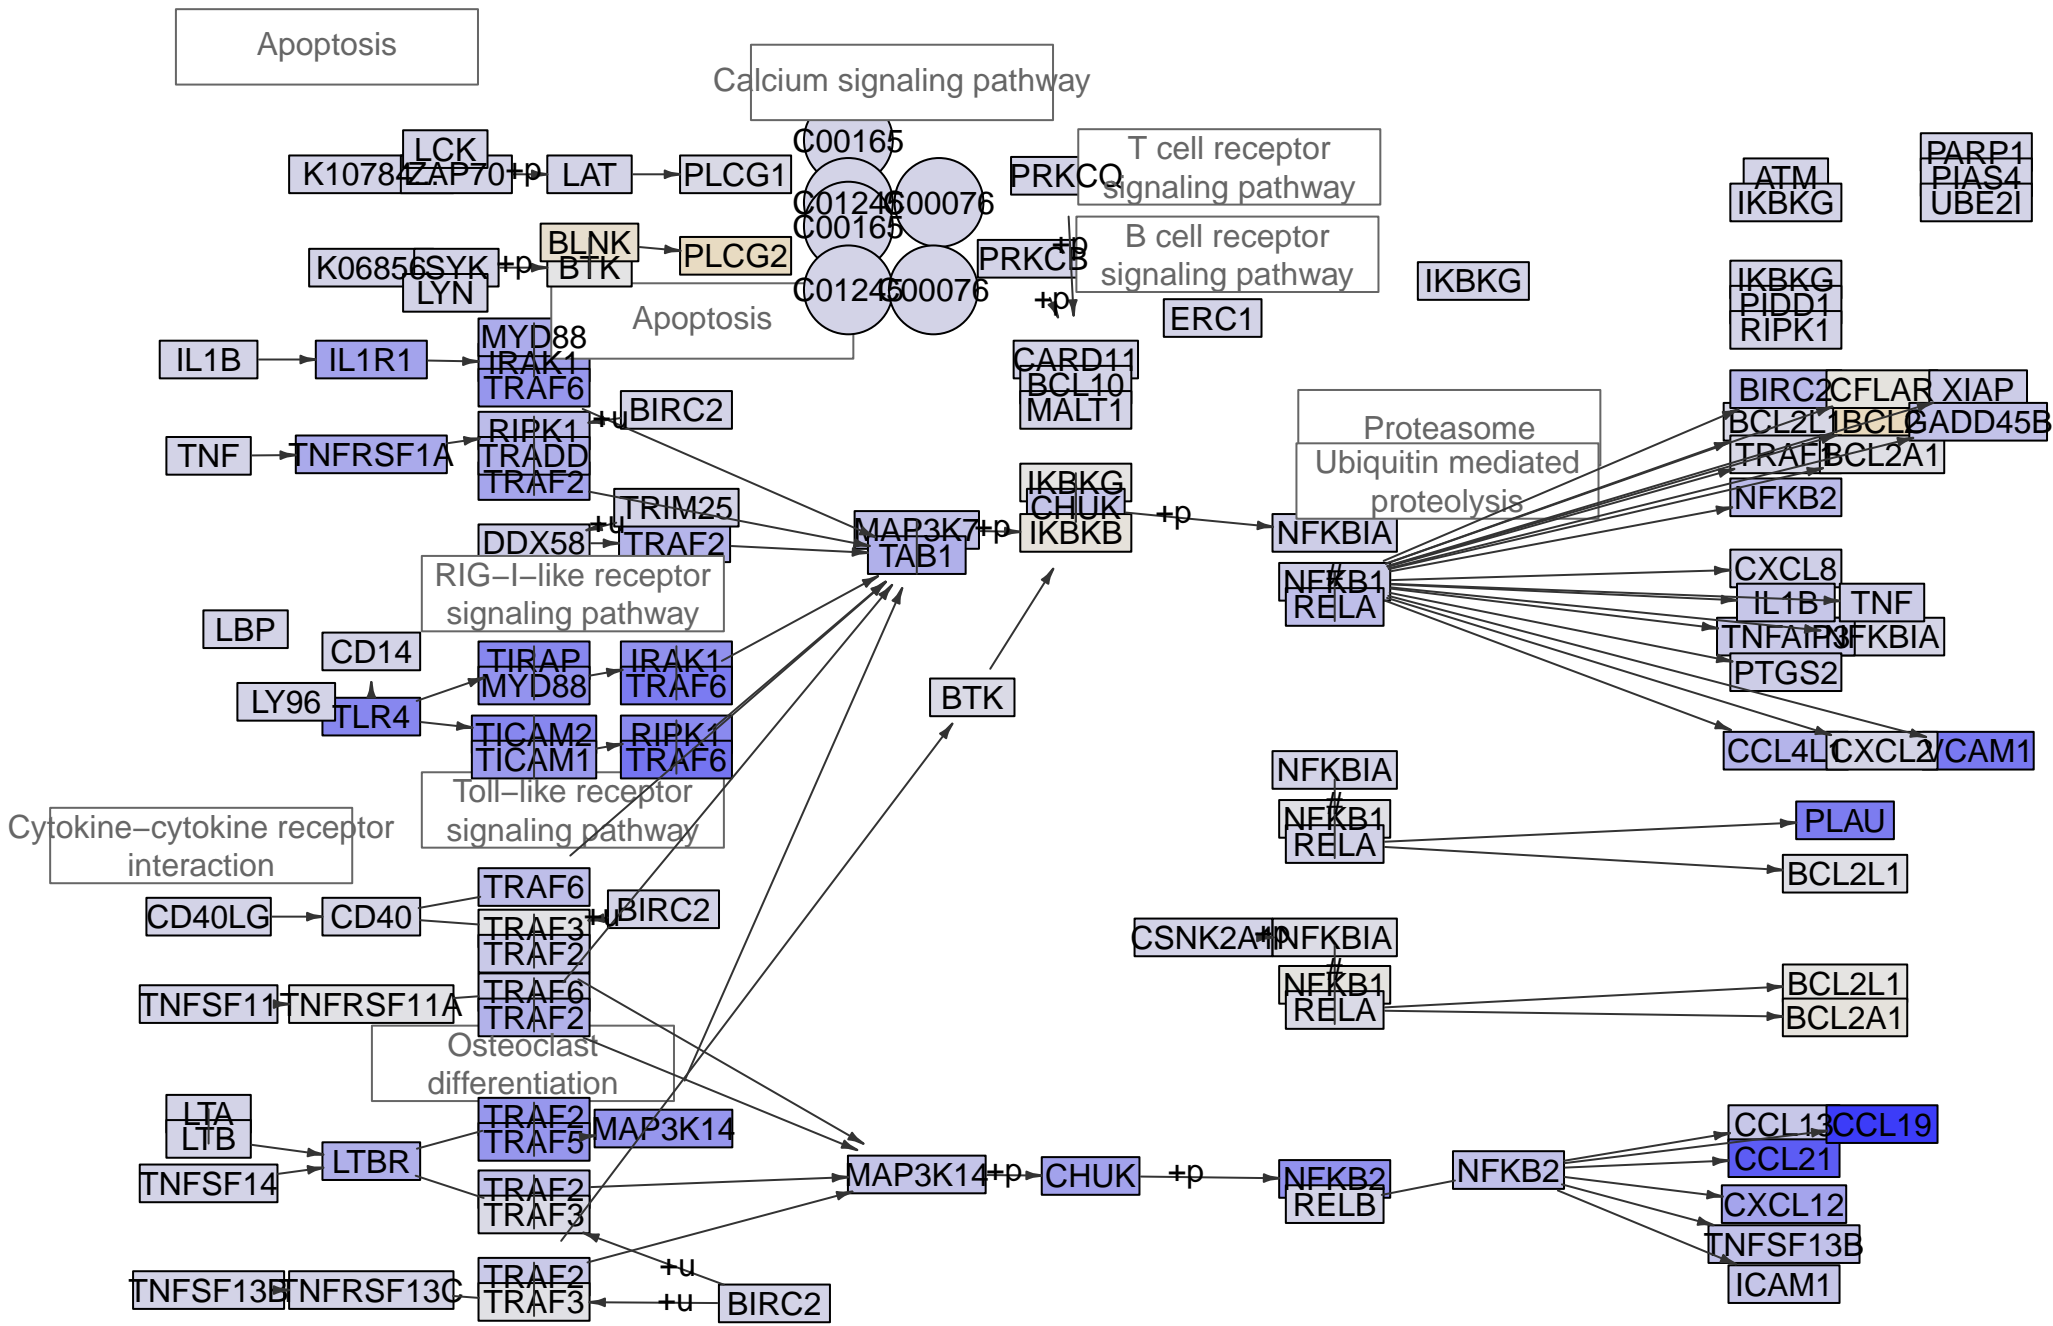 Apoptosis
Calcium signaling pathway
LCK
K10784
ZAP70
+p
LAT
PLCG1
C00165
C01246
C00076
C00165
C01246
C00076
PRKCQ
T cell receptor
signaling pathway
ATM
IKBKG
PARP1
PIAS4
UBE2I
BLNK
BTK
PLCG2
K06856
SYK
+p
LYN
PRKCB
+p
+p
B cell receptor
signaling pathway
ERC1
IKBKG
IKBKG
PIDD1
RIPK1
Apoptosis
IL1B
IL1R1
MYD88
IRAK1
TRAF6
CARD11
BCL10
MALT1
BIRC2
CFLAR
XIAP
BCL2L1
BCL2
GADD45B
TRAF1
BCL2A1
NFKB2
TNF
TNFRSF1A
RIPK1
TRADD
TRAF2
+u
BIRC2
Proteasome
Ubiquitin mediated
proteolysis
TRIM25
+u
DDX58
TRAF2
MAP3K7
TAB1
+p
IKBKG
CHUK
IKBKB
+p
NFKBIA
NFKB1
RELA
RIG−I−like receptor
signaling pathway
CXCL8
IL1B
TNF
TNFAIP3
NFKBIA
PTGS2
LBP
CD14
LY96
TLR4
TIRAP
MYD88
IRAK1
TRAF6
TICAM2
TICAM1
RIPK1
TRAF6
BTK
CCL4L1
CXCL2
VCAM1
Toll−like receptor
signaling pathway
Cytokine−cytokine receptor
interaction
NFKBIA
NFKB1
RELA
PLAU
BCL2L1
CD40LG
CD40
TRAF6
TRAF3
TRAF2
+u
BIRC2
CSNK2A1
+p
NFKBIA
NFKB1
RELA
BCL2L1
BCL2A1
TNFSF11
TNFRSF11A
TRAF6
TRAF2
Osteoclast
differentiation
LTA
LTB
TNFSF14
LTBR
TRAF2
TRAF5
MAP3K14
TRAF2
TRAF3
MAP3K14
+p
CHUK
+p
NFKB2
RELB
NFKB2
CCL13
CCL19
CCL21
CXCL12
TNFSF13B
ICAM1
TNFSF13B
TNFRSF13C
TRAF2
TRAF3
+u
+u
BIRC2